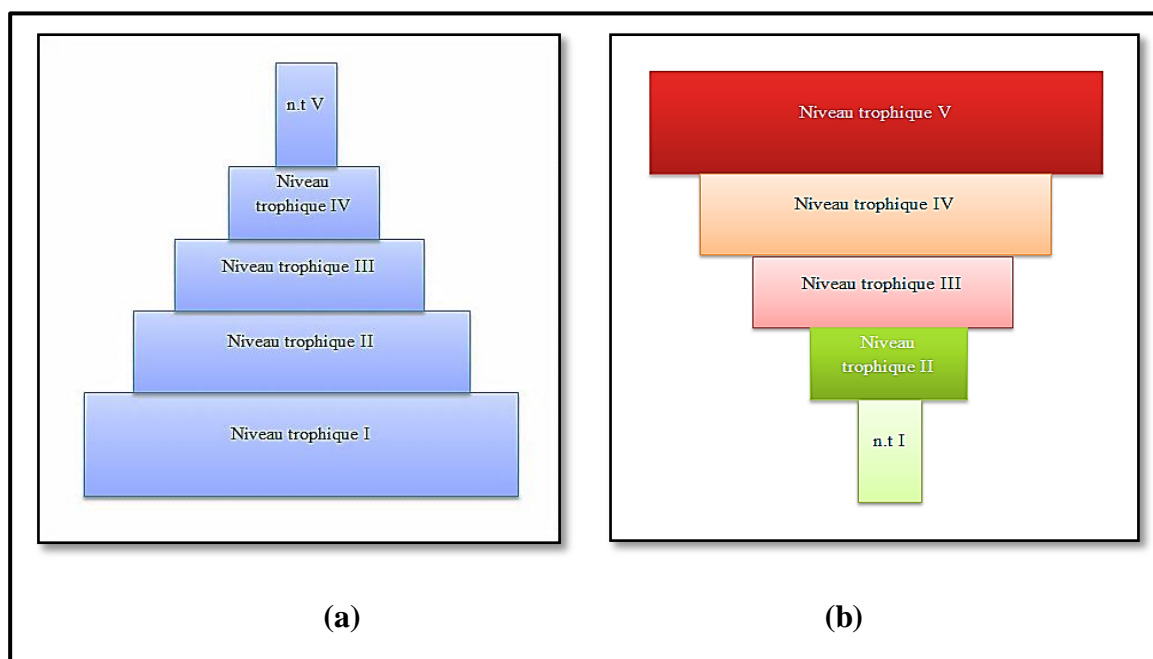 n.t V
Niveau
trophique IV
Niveau trophique III
Niveau trophique II
Niveau trophique I
(a)
Niveau trophique V
Niveau trophique IV
Niveau trophique III
Niveau
trophique II
n.t I
(b)